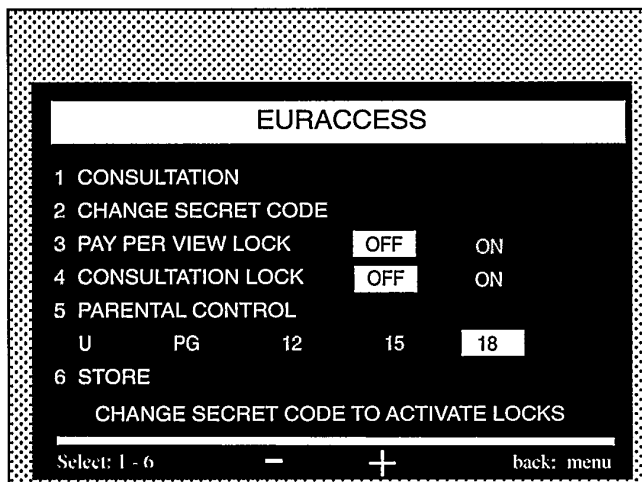 EURACCESS
1 CONSULTATION
2 CHANGE SECRET CODE
3 PAY PER VIEW LOCK OFF ON
4 CONSULTATION LOCK OFF ON
5 PARENTAL CONTROL
U PG 12 15 18
6 STORE
CHANGE SECRET CODE TO ACTIVATE LOCKS
Select: 1 - 6 - + back: menu